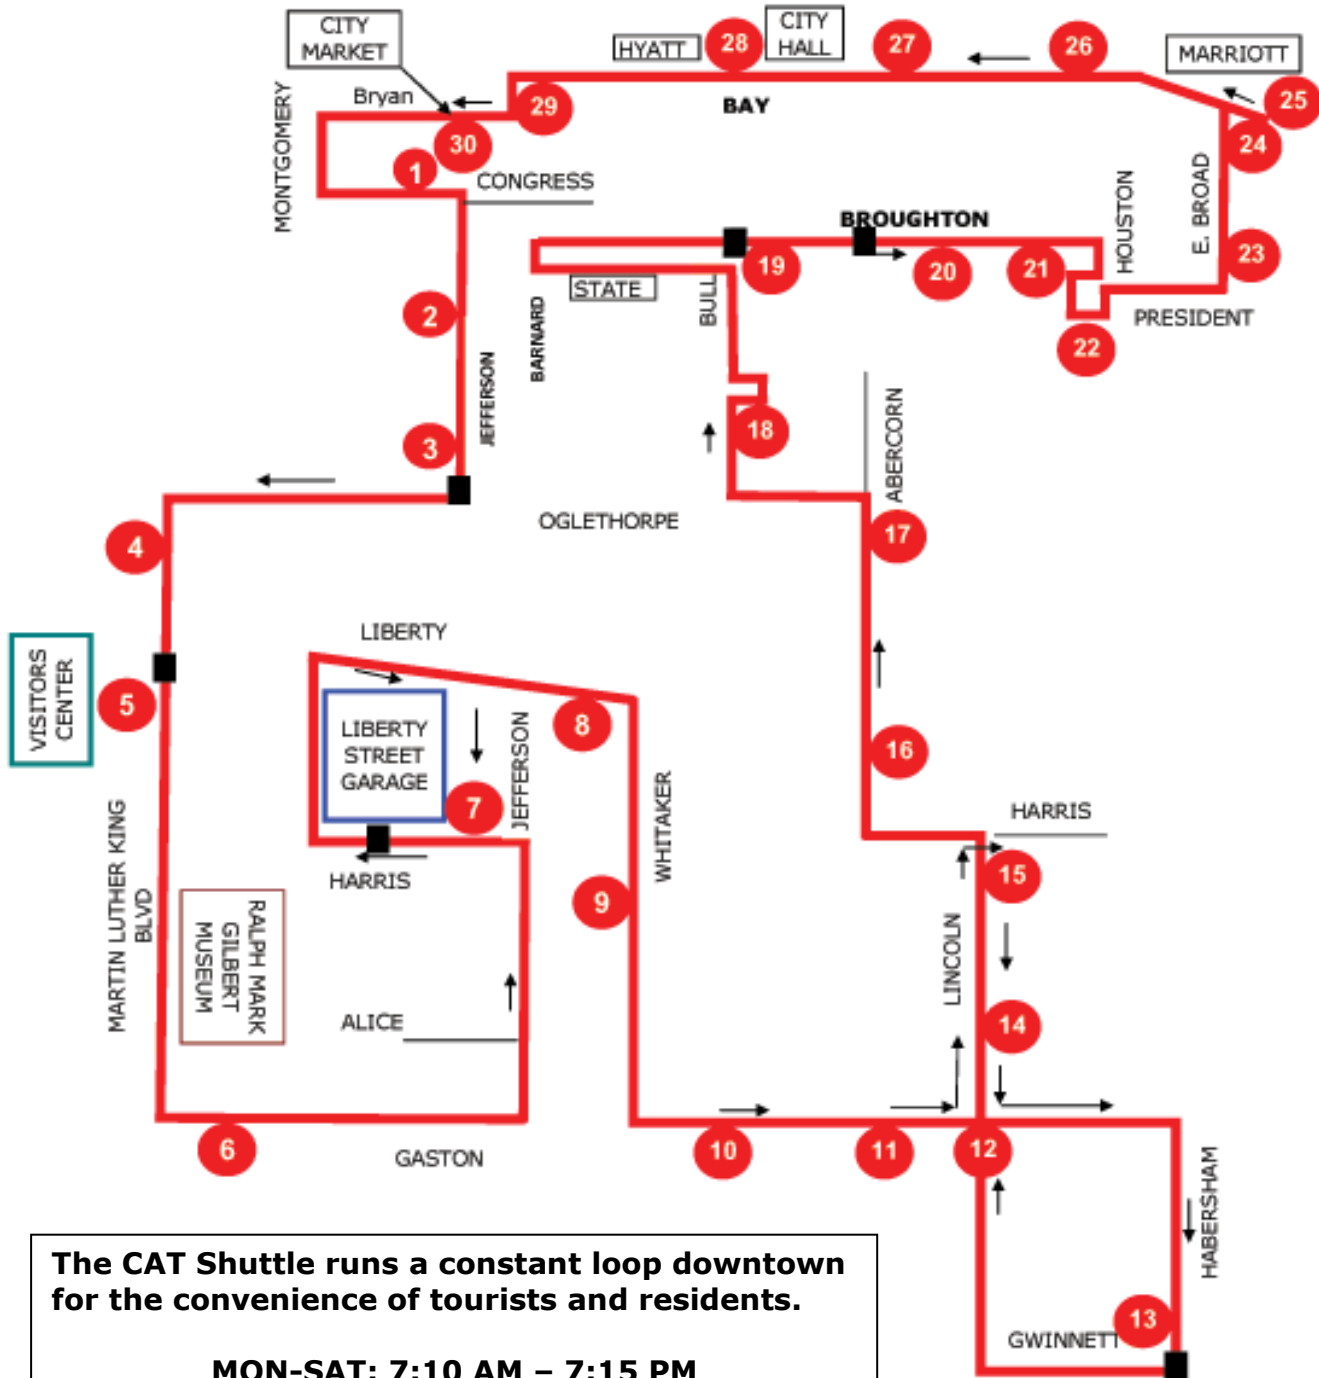 CITY
MARKET
HYATT
28
CITY
HALL
27
26
MARRIOTT
25
MONTGOMERY
Bryan
29
BAY
24
30
1
CONGRESS
HOUSTON
E. BROAD
BROUGHTON
19
20
21
23
STATE
BULL
2
BARNARD
PRESIDENT
22
JEFFERSON
3
18
ABERCORN
OGLETHORPE
17
4
LIBERTY
VISITORS
CENTER
5
LIBERTY
STREET
GARAGE
8
JEFFERSON
7
16
WHITAKER
HARRIS
MARTIN LUTHER KING
BLVD
HARRIS
15
9
RALPH MARK
GILBERT
MUSEUM
LINCOLN
ALICE
14
6
GASTON
10
11
12
HABERSHAM
13
GWINNETT
The CAT Shuttle runs a constant loop downtown
for the convenience of tourists and residents.
MON-SAT: 7:10 AM – 7:15 PM